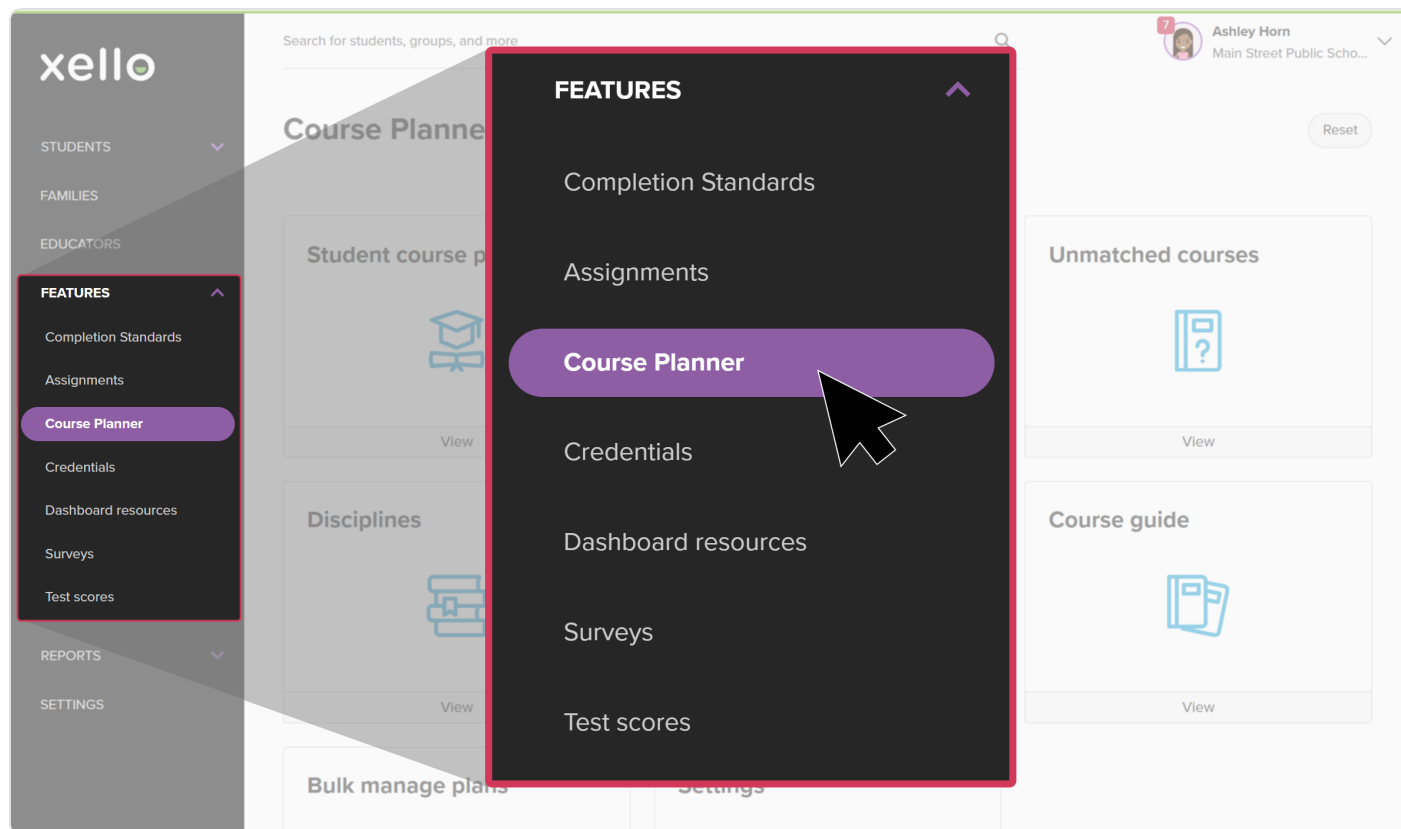 xello
Search for students, groups, and more
7
Ashley Horn
Main Street Public Scho...
STUDENTS
FAMILIES
EDUCATORS
FEATURES
Completion Standards
Assignments
Course Planner
Credentials
Dashboard resources
Surveys
Test scores
REPORTS
SETTINGS
Course Planne
Reset
FEATURES
Completion Standards
Assignments
Course Planner
Credentials
Dashboard resources
Surveys
Test scores
Student course p
View
Unmatched courses
?
View
Disciplines
View
Course guide
View
Bulk manage plans
Settings